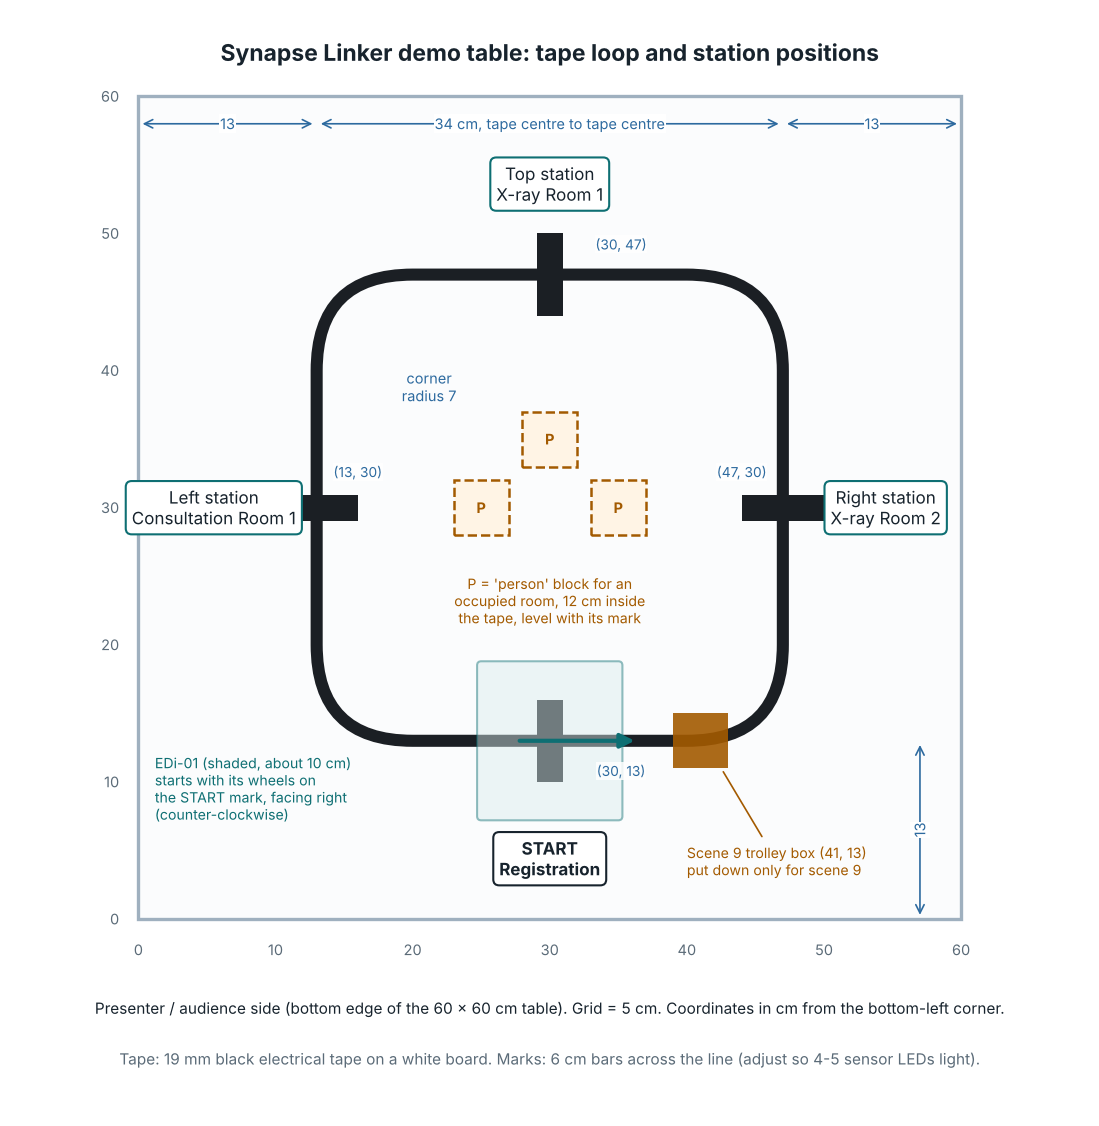 Synapse Linker demo table: tape loop and station positions
60
13
34 cm, tape centre to tape centre
13
Top station
X-ray Room 1
50
(30, 47)
40
corner
radius 7
P
(13, 30)
(47, 30)
30
Left station
Consultation Room 1
P
P
Right station
X-ray Room 2
P = 'person' block for an
occupied room, 12 cm inside
the tape, level with its mark
20
10
EDi-01 (shaded, about 10 cm)
starts with its wheels on
the START mark, facing right
(counter-clockwise)
(30, 13)
13
START
Registration
Scene 9 trolley box (41, 13)
put down only for scene 9
0
0
10
20
30
40
50
60
Presenter / audience side (bottom edge of the 60 × 60 cm table). Grid = 5 cm. Coordinates in cm from the bottom-left corner.
Tape: 19 mm black electrical tape on a white board. Marks: 6 cm bars across the line (adjust so 4-5 sensor LEDs light).